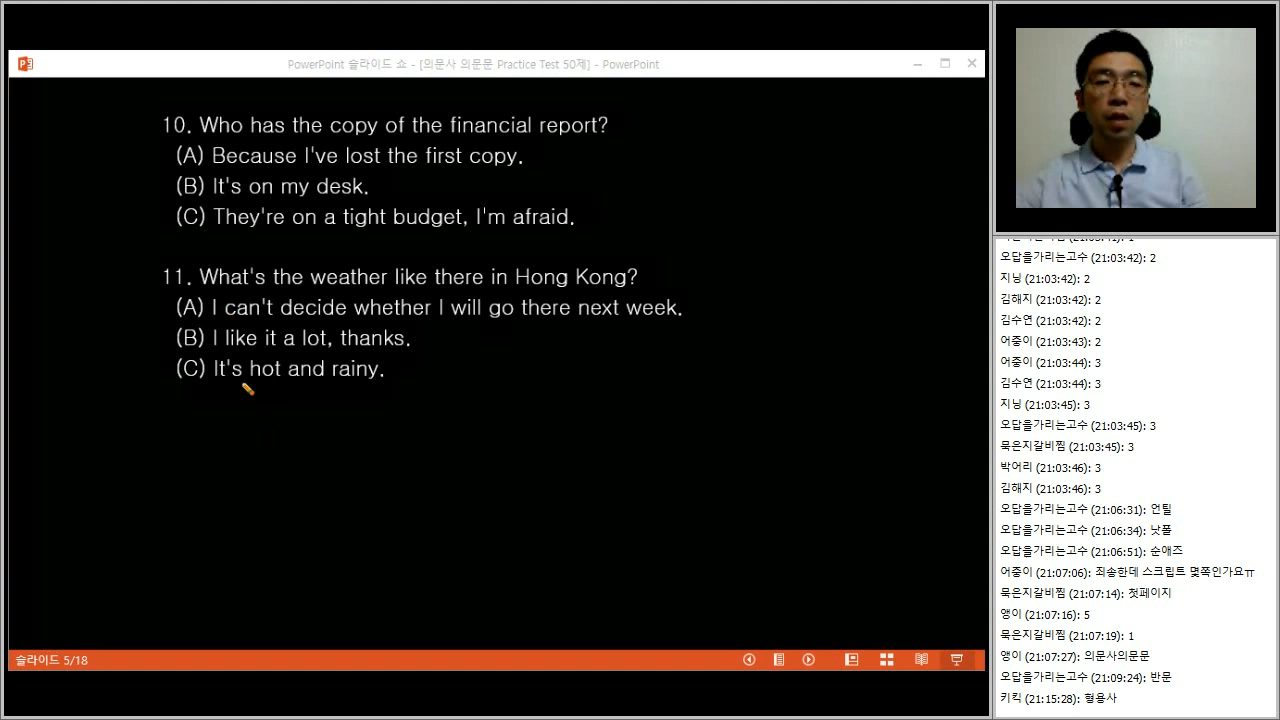 PowerPoint 슬라이드 쇼 - [의문사 의문문 Practice Test 50제] - PowerPoint
10. Who has the copy of the financial report?
(A) Because I've lost the first copy.
(B) It's on my desk.
(C) They're on a tight budget, I'm afraid.
11. What's the weather like there in Hong Kong?
(A) I can't decide whether I will go there next week.
(B) I like it a lot, thanks.
(C) It's hot and rainy.
슬라이드 5/18
오답을가리는고수 (21:03:42): 2
지닝 (21:03:42): 2
김해지 (21:03:42): 2
김수연 (21:03:42): 2
어중이 (21:03:43): 2
어중이 (21:03:44): 3
김수연 (21:03:44): 3
지닝 (21:03:45): 3
오답을가리는고수 (21:03:45): 3
묵은지갈비찜 (21:03:45): 3
박어리 (21:03:46): 3
김해지 (21:03:46): 3
오답을가리는고수 (21:06:31): 언틸
오답을가리는고수 (21:06:34): 낫폴
오답을가리는고수 (21:06:51): 순애즈
어중이 (21:07:06): 죄송한데 스크립트 몇쪽인가요ㅠ
묵은지갈비찜 (21:07:14): 첫페이지
앵이 (21:07:16): 5
묵은지갈비찜 (21:07:19): 1
앵이 (21:07:27): 의문사의문문
오답을가리는고수 (21:09:24): 반문
키킥 (21:15:28): 형용사